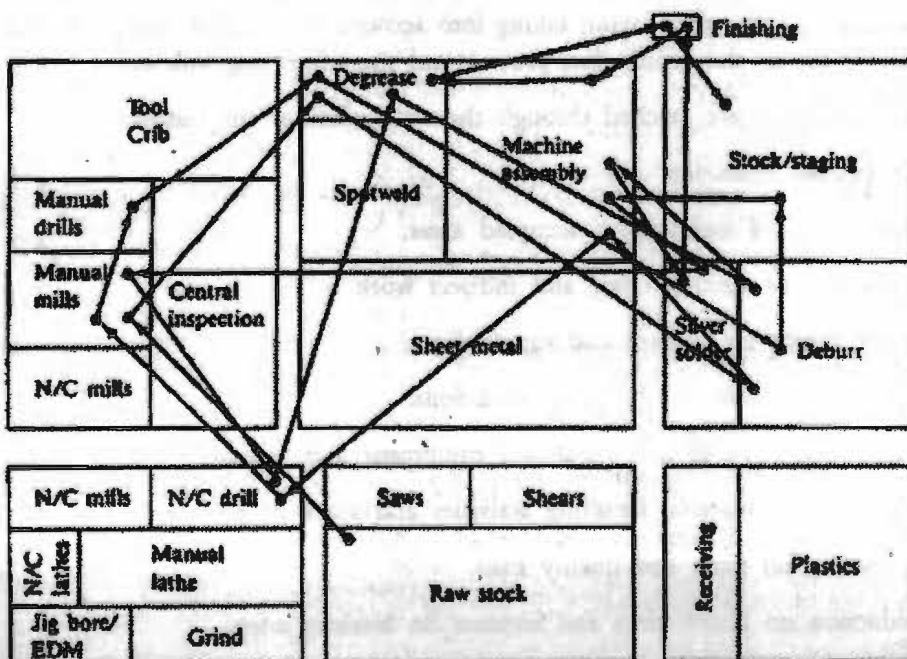 Finishing
Degrease
Tool
Crib
Machine
assembly
Stock/staging
Manual
drills
Spotweld
Manual
mills
Central
inspection
Silver
solder
Sheet metal
Deburr
N/C mills
N/C mills
N/C drill
Saws
Shears
N/C
lathes
Manual
lathe
Raw stock
Receiving
Plastics
Jig bore/
EDM
Grind